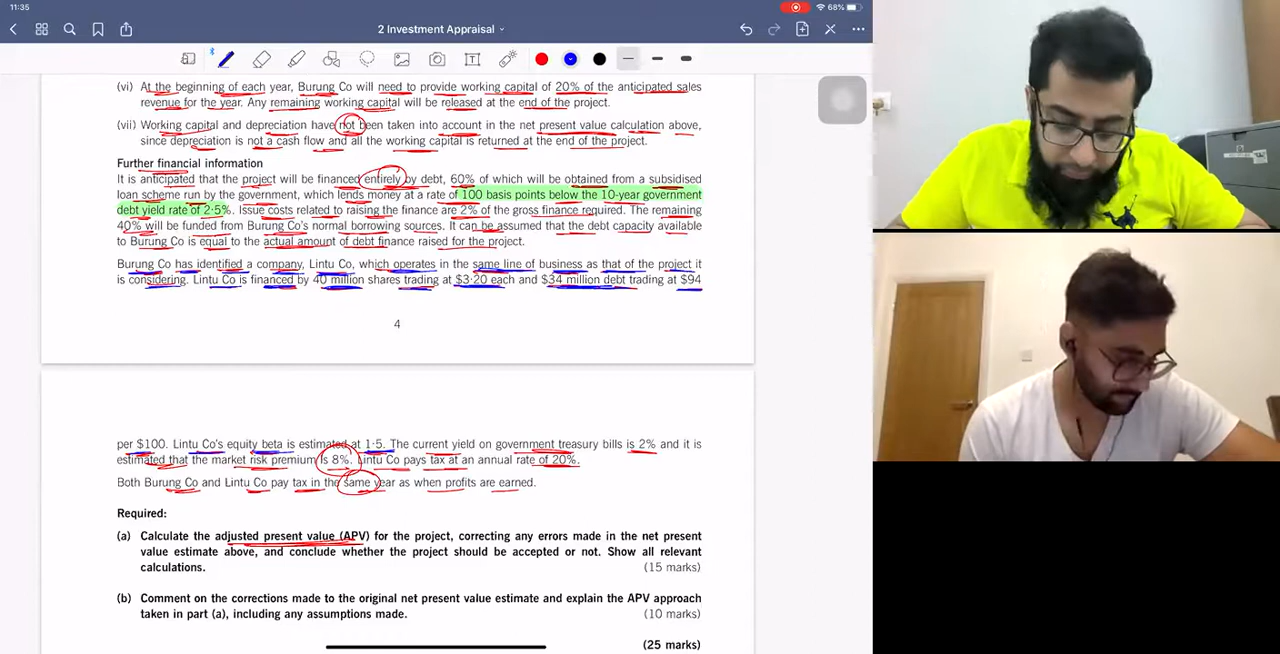 11:35
68%
2 Investment Appraisal
(vi) At the beginning of each year, Burung Co will need to provide working capital of 20% of the anticipated sales
revenue for the year. Any remaining working capital will be released at the end of the project.
(vii) Working capital and depreciation have not been taken into account in the net present value calculation above,
since depreciation is not a cash flow and all the working capital is returned at the end of the project.
Further financial information
It is anticipated that the project will be financed entirely by debt, 60% of which will be obtained from a subsidised
loan scheme run by the government, which lends money at a rate of 100 basis points below the 10-year government
debt yield rate of 2·5%. Issue costs related to raising the finance are 2% of the gross finance required. The remaining
40% will be funded from Burung Co's normal borrowing sources. It can be assumed that the debt capacity available
to Burung Co is equal to the actual amount of debt finance raised for the project.
Burung Co has identified a company, Lintu Co, which operates in the same line of business as that of the project it
is considering. Lintu Co is financed by 40 million shares trading at $3·20 each and $34 million debt trading at $94
4
per $100. Lintu Co's equity beta is estimated at 1·5. The current yield on government treasury bills is 2% and it is
estimated that the market risk premium is 8%. Lintu Co pays tax at an annual rate of 20%.
Both Burung Co and Lintu Co pay tax in the same year as when profits are earned.
Required:
(a) Calculate the adjusted present value (APV) for the project, correcting any errors made in the net present
value estimate above, and conclude whether the project should be accepted or not. Show all relevant
calculations. (15 marks)
(b) Comment on the corrections made to the original net present value estimate and explain the APV approach
taken in part (a), including any assumptions made. (10 marks)
(25 marks)